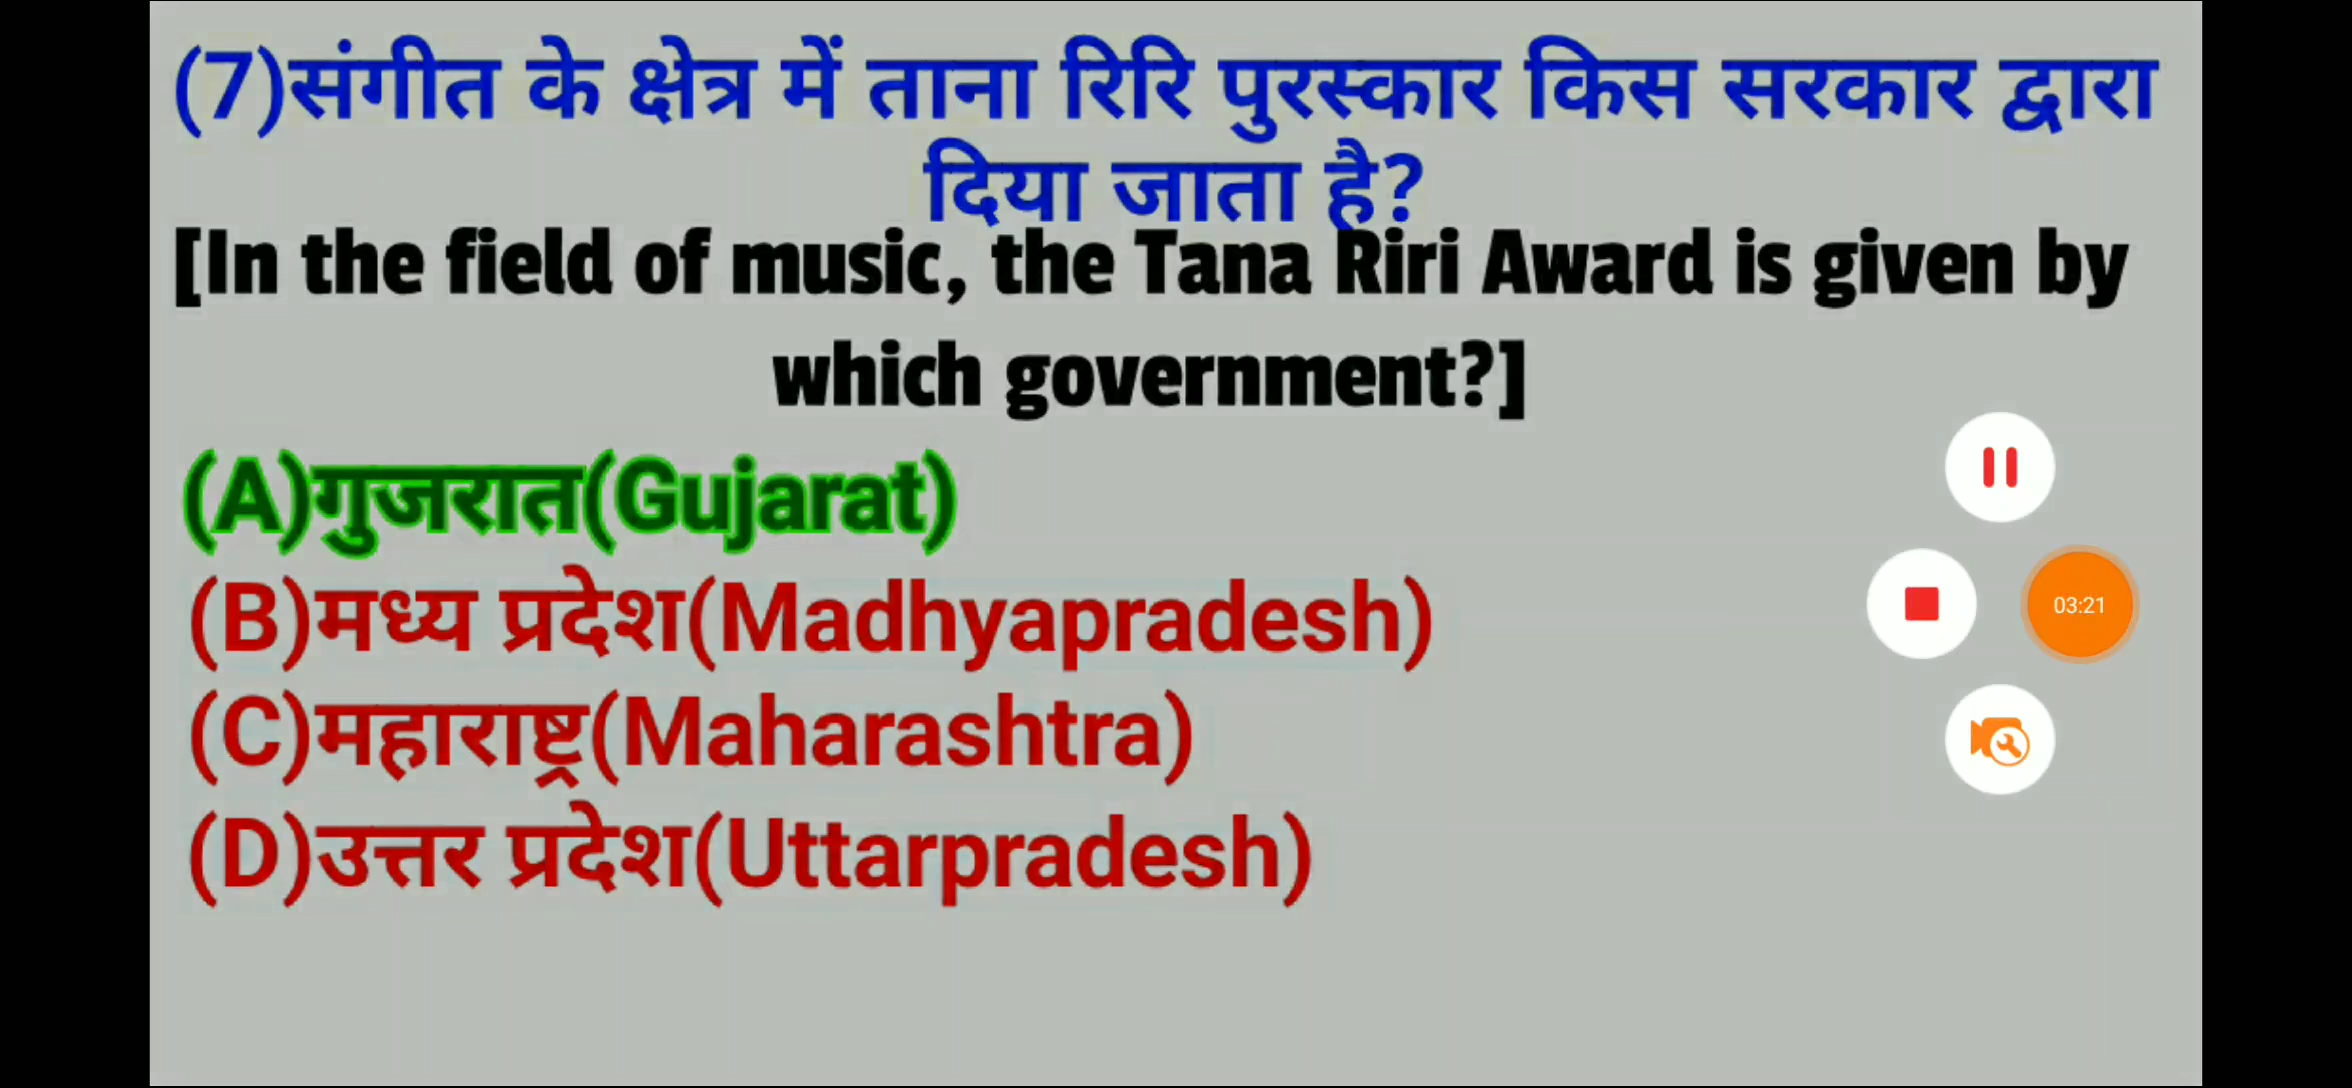 (7)संगीत के क्षेत्र में ताना रिरि पुरस्कार किस सरकार द्वारा
दिया जाता है?
[In the field of music, the Tana Riri Award is given by
which government?]
(A)गुजरात(Gujarat)
(B)मध्य प्रदेश(Madhyapradesh)
(C)महाराष्ट्र(Maharashtra)
(D)उत्तर प्रदेश(Uttarpradesh)
03:21